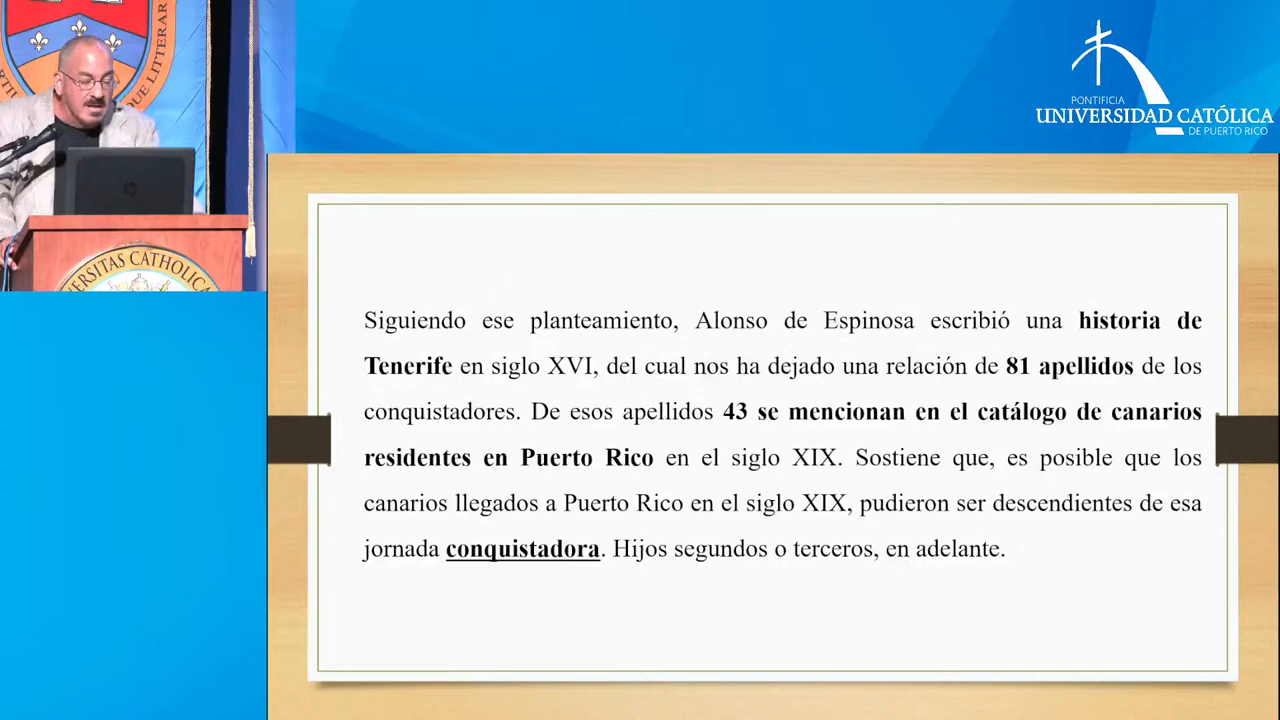 PONTIFICIA
UNIVERSIDAD CATÓLICA
DE PUERTO RICO
QUE LITTERAR
ERSITAS CATHOLICA
Siguiendo ese planteamiento, Alonso de Espinosa escribió una historia de
Tenerife en siglo XVI, del cual nos ha dejado una relación de 81 apellidos de los
conquistadores. De esos apellidos 43 se mencionan en el catálogo de canarios
residentes en Puerto Rico en el siglo XIX. Sostiene que, es posible que los
canarios llegados a Puerto Rico en el siglo XIX, pudieron ser descendientes de esa
jornada conquistadora. Hijos segundos o terceros, en adelante.